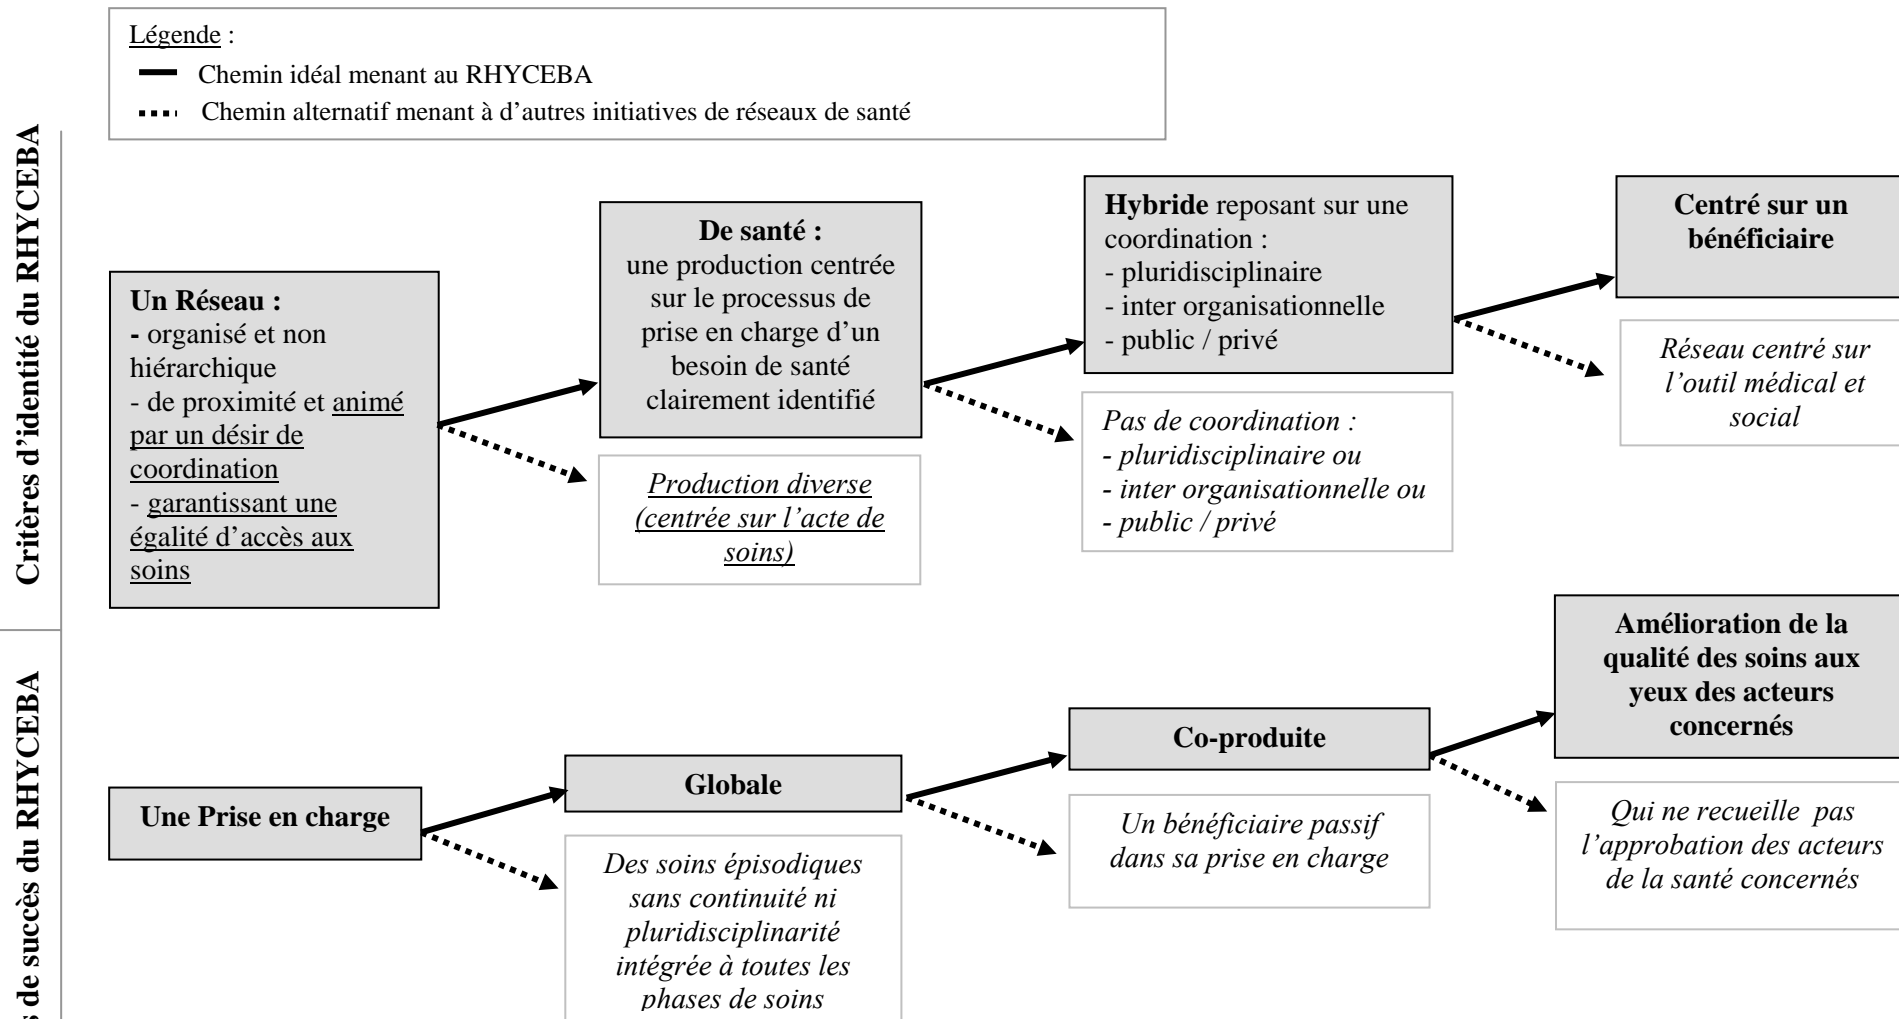 Légende :
Chemin idéal menant au RHYCEBA
Chemin alternatif menant à d’autres initiatives de réseaux de santé
Critères d’identité du RHYCEBA
Un Réseau :
- organisé et non
hiérarchique
- de proximité et animé
par un désir de
coordination
- garantissant une
égalité d’accès aux
soins
De santé :
une production centrée
sur le processus de
prise en charge d’un
besoin de santé
clairement identifié
Production diverse
(centrée sur l’acte de
soins)
Hybride reposant sur une
coordination :
- pluridisciplinaire
- inter organisationnelle
- public / privé
Pas de coordination :
- pluridisciplinaire ou
- inter organisationnelle ou
- public / privé
Centré sur un
bénéficiaire
Réseau centré sur
l’outil médical et
social
de succès du RHYCEBA
Une Prise en charge
Globale
Des soins épisodiques
sans continuité ni
pluridisciplinarité
intégrée à toutes les
phases de soins
Co-produite
Un bénéficiaire passif
dans sa prise en charge
Amélioration de la
qualité des soins aux
yeux des acteurs
concernés
Qui ne recueille pas
l’approbation des acteurs
de la santé concernés